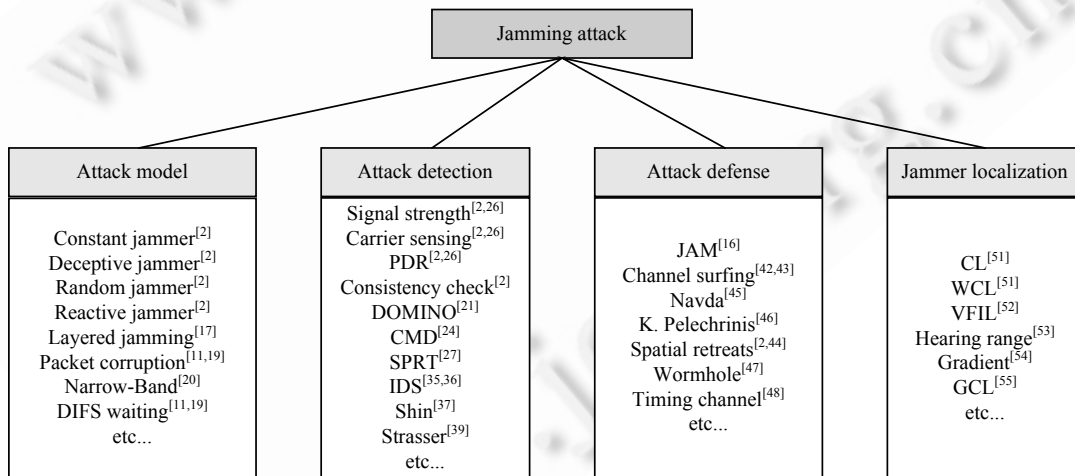 Jamming attack
Attack model
Constant jammer[2]
Deceptive jammer[2]
Random jammer[2]
Reactive jammer[2]
Layered jamming[17]
Packet corruption[11,19]
Narrow-Band[20]
DIFS waiting[11,19]
etc...
Attack detection
Signal strength[2,26]
Carrier sensing[2,26]
PDR[2,26]
Consistency check[2]
DOMINO[21]
CMD[24]
SPRT[27]
IDS[35,36]
Shin[37]
Strasser[39]
etc...
Attack defense
JAM[16]
Channel surfing[42,43]
Navda[45]
K. Pelechrinis[46]
Spatial retreats[2,44]
Wormhole[47]
Timing channel[48]
etc...
Jammer localization
CL[51]
WCL[51]
VFIL[52]
Hearing range[53]
Gradient[54]
GCL[55]
etc...